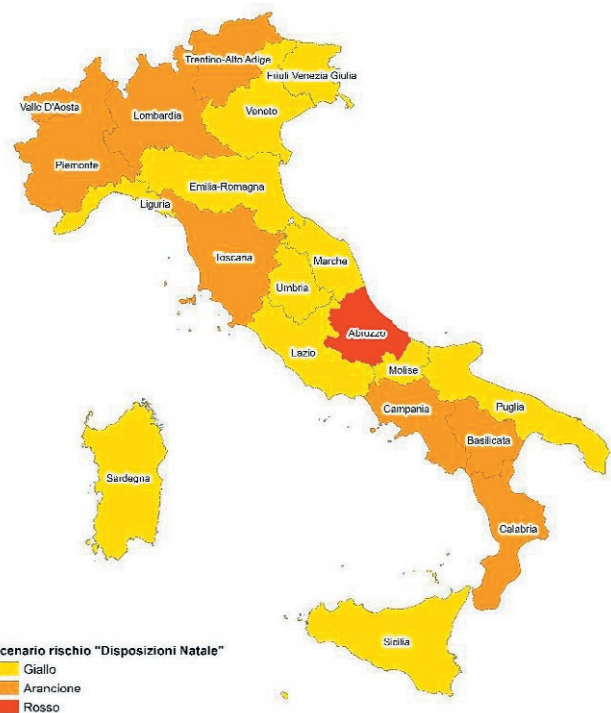 Trentino-Alto Adige
Friuli Venezia Giulia
Valle D'Aosta
Lombardia
Veneto
Piemonte
Emilia-Romagna
Liguria
Toscana
Marche
Umbria
Abruzzo
Lazio
Molise
Campania
Puglia
Basilicata
Sardegna
Calabria
Sicilia
cenario rischio "Disposizioni Natale"
Giallo
Arancione
Rosso